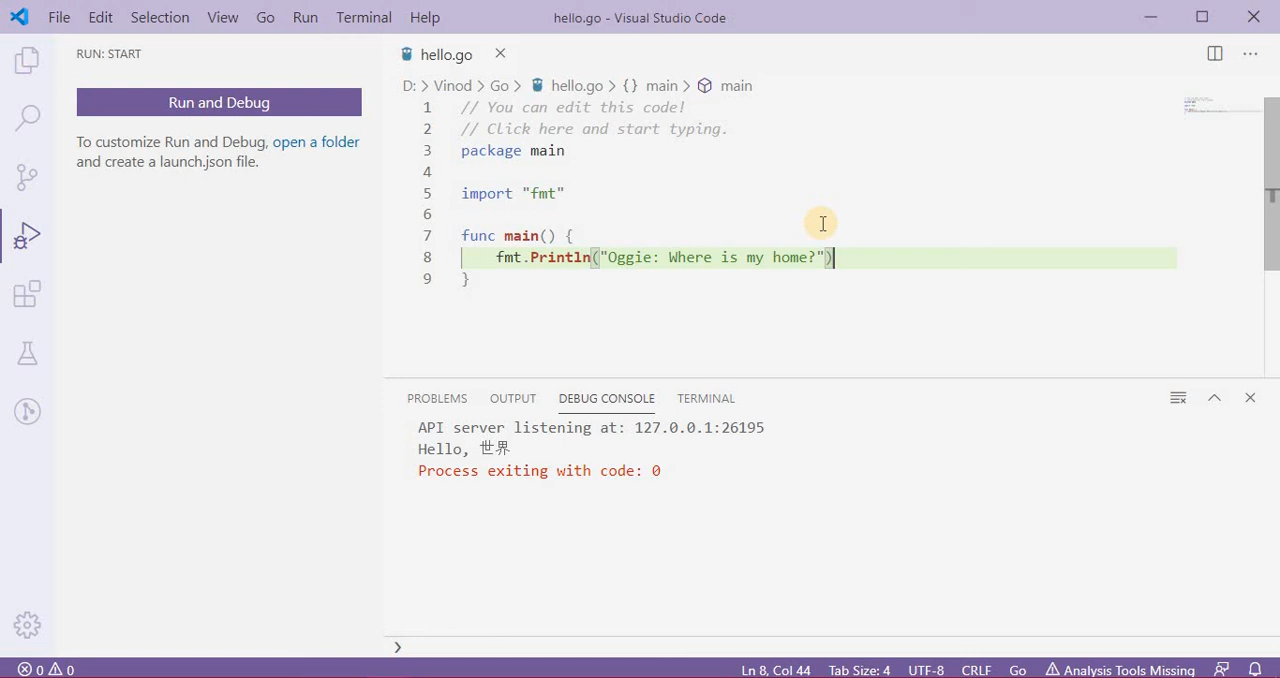 File Edit Selection View Go Run Terminal Help
hello.go - Visual Studio Code
RUN: START
Run and Debug
To customize Run and Debug, open a folder
and create a launch.json file.
hello.go
D: > Vinod > Go > hello.go > {} main > main
1 // You can edit this code!
2 // Click here and start typing.
3 package main
4
5 import "fmt"
6
7 func main() {
8 fmt.Println("Oggie: Where is my home?")
9 }
PROBLEMS OUTPUT DEBUG CONSOLE TERMINAL
API server listening at: 127.0.0.1:26195
Hello, 世界
Process exiting with code: 0
0 0
Ln 8, Col 44 Tab Size: 4 UTF-8 CRLF Go Analysis Tools Missing